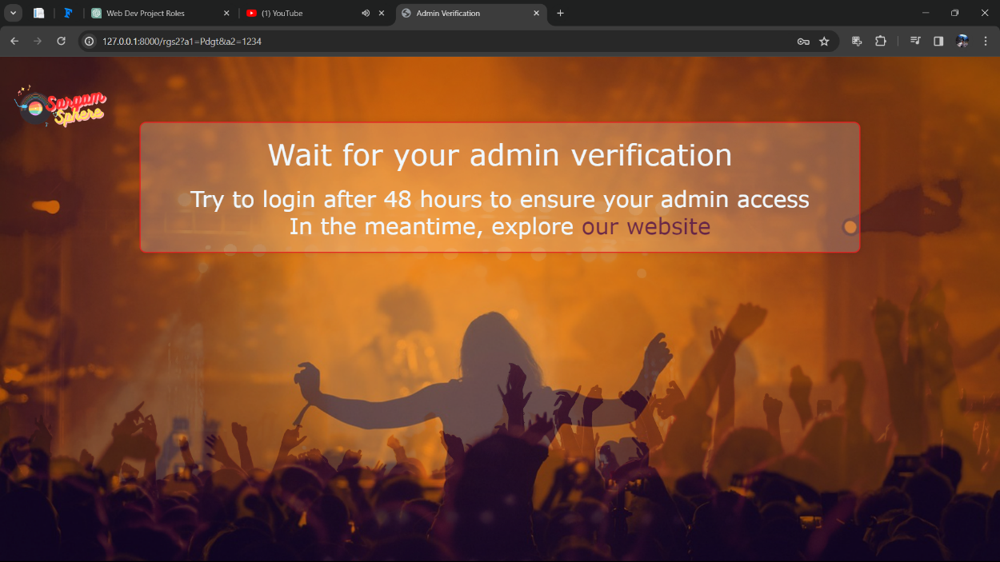 Web Dev Project Roles
(1) YouTube
Admin Verification
127.0.0.1:8000/rgs2?a1=Pdgt&a2=1234
Sargam
Sphere
Wait for your admin verification
Try to login after 48 hours to ensure your admin access
In the meantime, explore our website